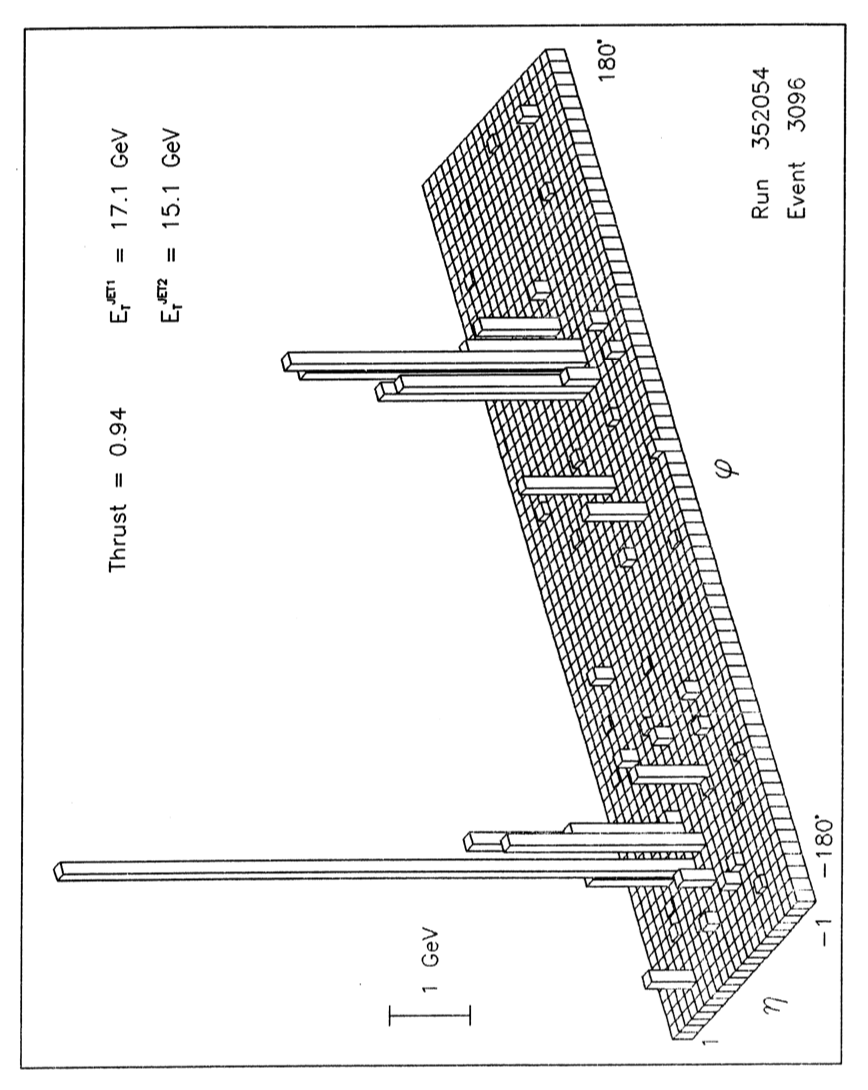 Thrust = 0.94
E_T^JET1 = 17.1 GeV
E_T^JET2 = 15.1 GeV
1 GeV
180°
φ
-180°
-1
η
1
Run 352054
Event 3096